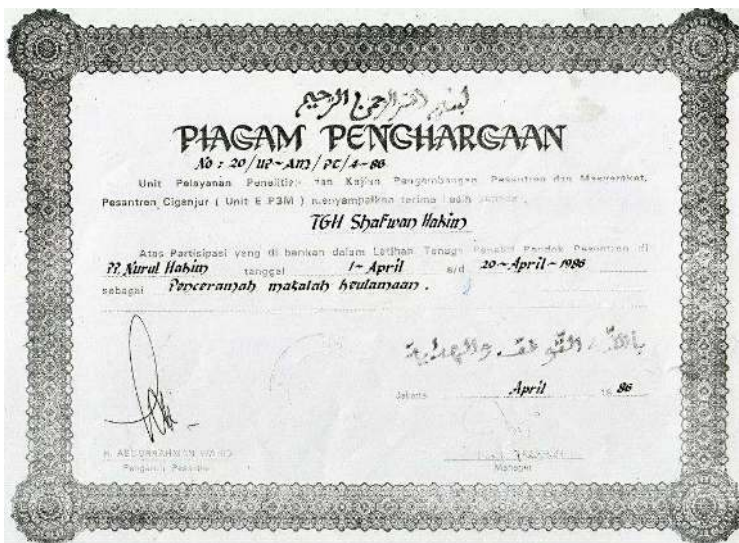 بسم الله الرحمن الرحيم
PIAGAM PENGHARGAAN
No : 20/UP~AM/PC/4~86
Unit Pelayanan Penelitian dan Kajian Pengembangan Pesantren dan Masyarakat,
Pesantren Ciganjur ( Unit E P3M ) menyampaikan terima kasih
TGH Shafwan Hakim
Atas Partisipasi yang di berikan dalam Latihan Tenaga Peneliti Pondok Pesantren di
PP. Nurul Hakim tanggal 1~April s/d 20~April~1986
sebagai Penceramah makalah keulamaan .
بالله التوفيق والهداية
Jakarta April 19 86
H. ABDURRAHMAN WAHID
Pengasuh
Manager